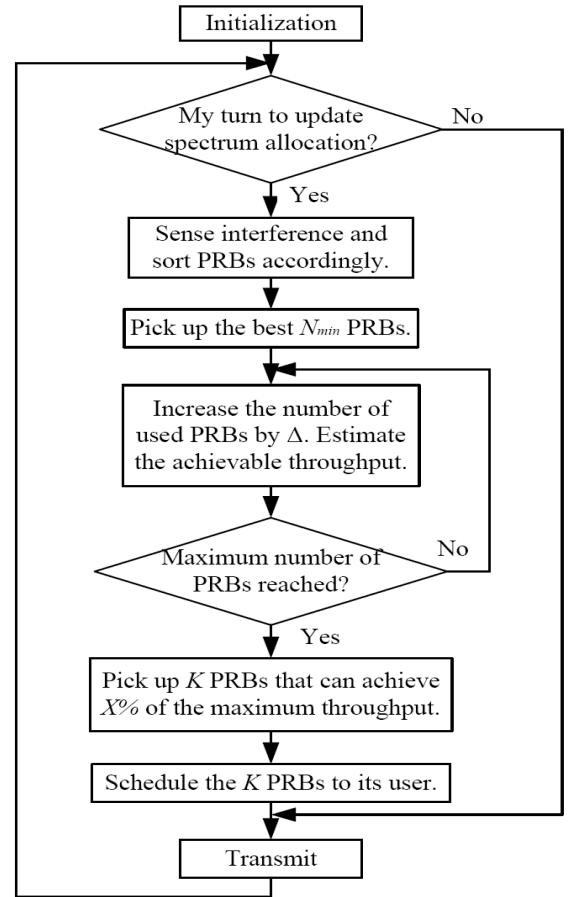 Initialization
My turn to update
spectrum allocation?
No
Yes
Sense interference and
sort PRBs accordingly.
Pick up the best Nmin PRBs.
Increase the number of
used PRBs by Δ. Estimate
the achievable throughput.
Maximum number of
PRBs reached?
No
Yes
Pick up K PRBs that can achieve
X% of the maximum throughput.
Schedule the K PRBs to its user.
Transmit